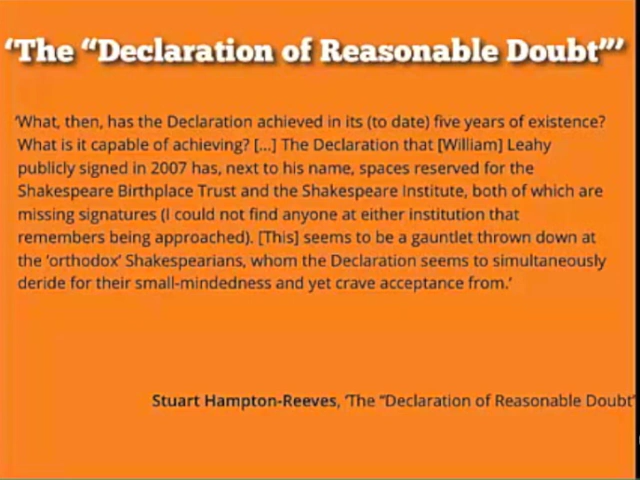 ‘The “Declaration of Reasonable Doubt”’
‘What, then, has the Declaration achieved in its (to date) five years of existence?
What is it capable of achieving? [...] The Declaration that [William] Leahy
publicly signed in 2007 has, next to his name, spaces reserved for the
Shakespeare Birthplace Trust and the Shakespeare Institute, both of which are
missing signatures (I could not find anyone at either institution that
remembers being approached). [This] seems to be a gauntlet thrown down at
the ‘orthodox’ Shakespearians, whom the Declaration seems to simultaneously
deride for their small-mindedness and yet crave acceptance from.’
Stuart Hampton-Reeves, ‘The “Declaration of Reasonable Doubt”